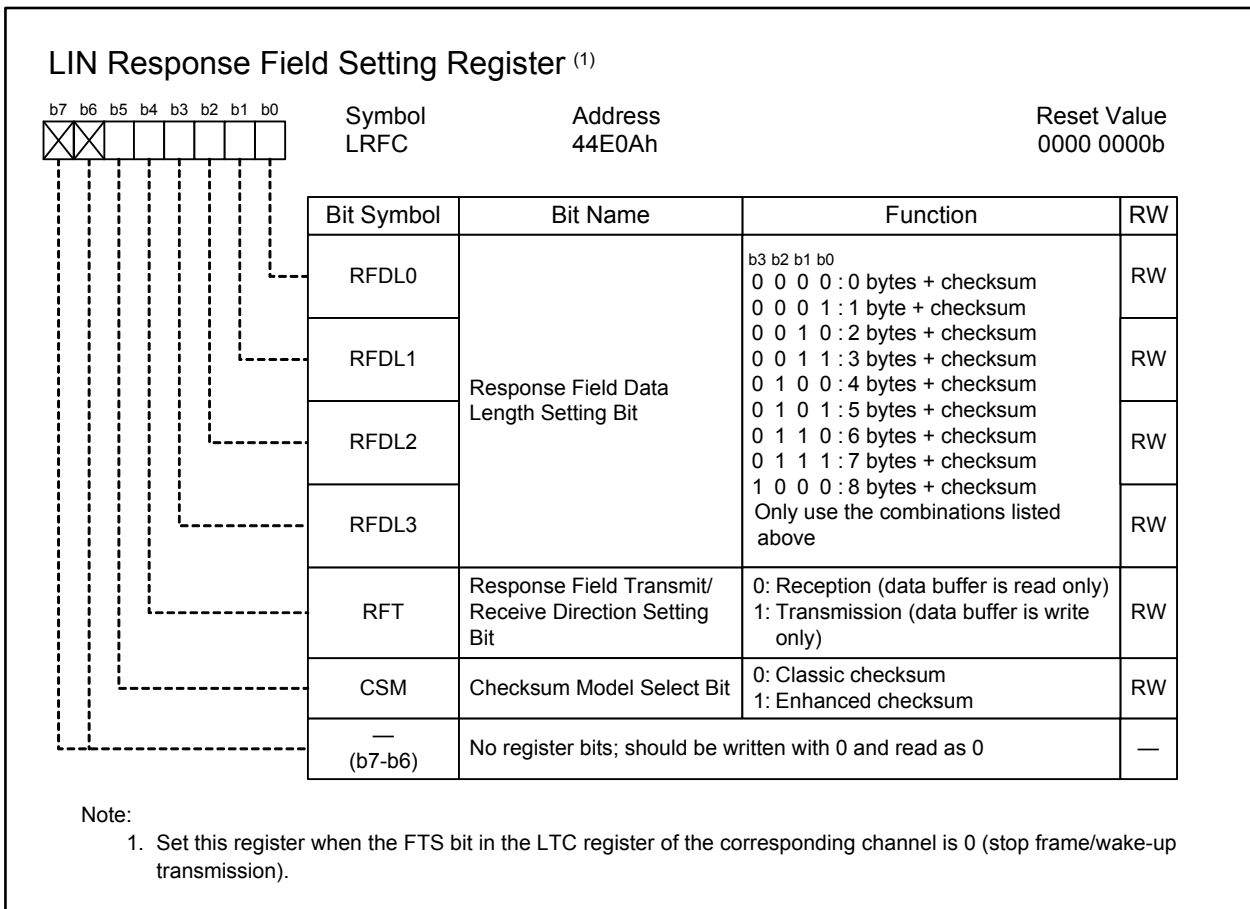 LIN Response Field Setting Register (1)
b7 b6 b5 b4 b3 b2 b1 b0
Symbol Address Reset Value
LRFC 44E0Ah 0000 0000b
Bit Symbol Bit Name Function RW
RFDL0 RW
RFDL1 RW
RFDL2 RW
RFDL3 RW
Response Field Data
Length Setting Bit
b3 b2 b1 b0
0 0 0 0 : 0 bytes + checksum
0 0 0 1 : 1 byte + checksum
0 0 1 0 : 2 bytes + checksum
0 0 1 1 : 3 bytes + checksum
0 1 0 0 : 4 bytes + checksum
0 1 0 1 : 5 bytes + checksum
0 1 1 0 : 6 bytes + checksum
0 1 1 1 : 7 bytes + checksum
1 0 0 0 : 8 bytes + checksum
Only use the combinations listed
above
RFT
Response Field Transmit/
Receive Direction Setting
Bit
0: Reception (data buffer is read only)
1: Transmission (data buffer is write
only)
RW
CSM
Checksum Model Select Bit
0: Classic checksum
1: Enhanced checksum
RW
—
(b7-b6)
No register bits; should be written with 0 and read as 0
—
Note:
1. Set this register when the FTS bit in the LTC register of the corresponding channel is 0 (stop frame/wake-up
transmission).